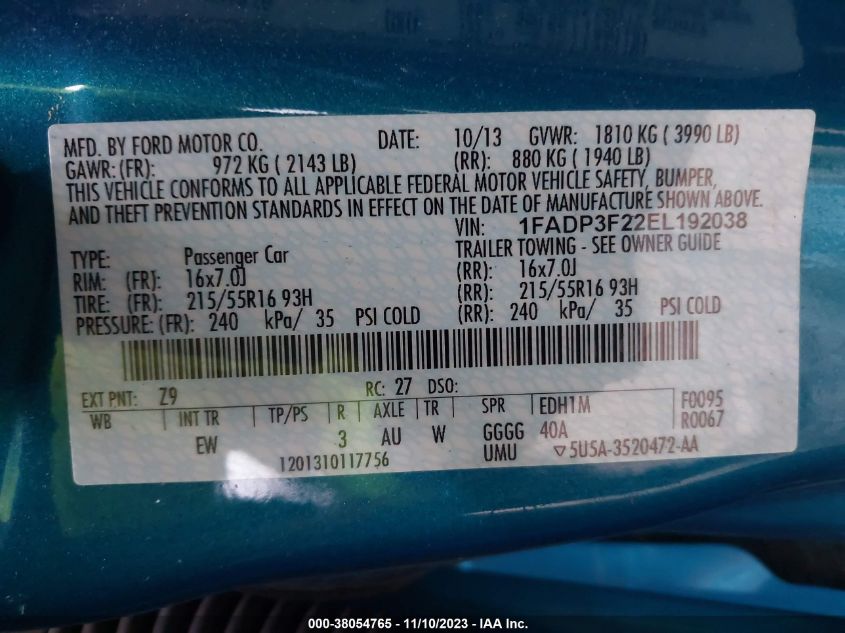 MFD. BY FORD MOTOR CO. DATE: 10/13 GVWR: 1810 KG ( 3990 LB)
GAWR: (FR): 972 KG ( 2143 LB) (RR): 880 KG ( 1940 LB)
THIS VEHICLE CONFORMS TO ALL APPLICABLE FEDERAL MOTOR VEHICLE SAFETY, BUMPER,
AND THEFT PREVENTION STANDARDS IN EFFECT ON THE DATE OF MANUFACTURE SHOWN ABOVE.
VIN: 1FADP3F22EL192038
TYPE: Passenger Car TRAILER TOWING - SEE OWNER GUIDE
RIM: (FR): 16x7.0J (RR): 16x7.0J
TIRE: (FR): 215/55R16 93H (RR): 215/55R16 93H
PRESSURE: (FR): 240 kPa/ 35 PSI COLD (RR): 240 kPa/ 35 PSI COLD
EXT PNT: Z9 RC: 27 DSO:
WB INT TR TP/PS R AXLE TR SPR EDH1M F0095
EW 3 AU W GGGG 40A R0067
1201310117756 UMU ▽5U5A-3520472-AA
000-38054765 - 11/10/2023 - IAA Inc.